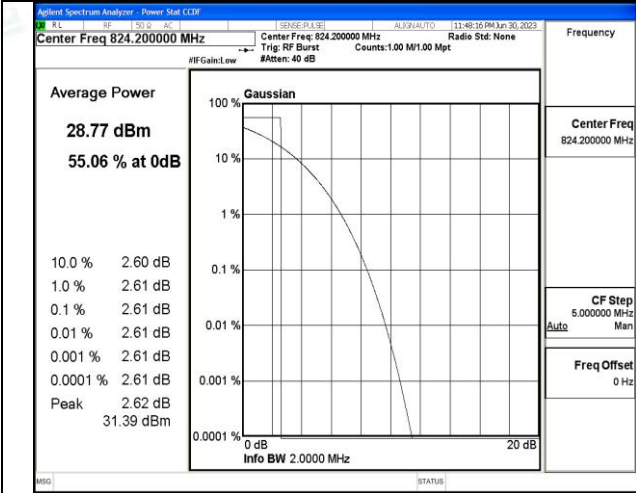 Agilent Spectrum Analyzer - Power Stat CCDF
RL RF 50 Ω AC SENSE:PULSE ALIGNAUTO 11:48:16 PM Jun 30, 2023
Center Freq 824.200000 MHz
Center Freq: 824.200000 MHz Radio Std: None
Trig: RF Burst Counts:1.00 M/1.00 Mpt
#IFGain:Low #Atten: 40 dB
Frequency
Average Power
28.77 dBm
55.06 % at 0dB
10.0 % 2.60 dB
1.0 % 2.61 dB
0.1 % 2.61 dB
0.01 % 2.61 dB
0.001 % 2.61 dB
0.0001 % 2.61 dB
Peak 2.62 dB
31.39 dBm
Gaussian
100 %
10 %
1 %
0.1 %
0.01 %
0.001 %
0.0001 %
0 dB 20 dB
Info BW 2.0000 MHz
Center Freq
824.200000 MHz
CF Step
5.000000 MHz
Auto Man
Freq Offset
0 Hz
MSG STATUS